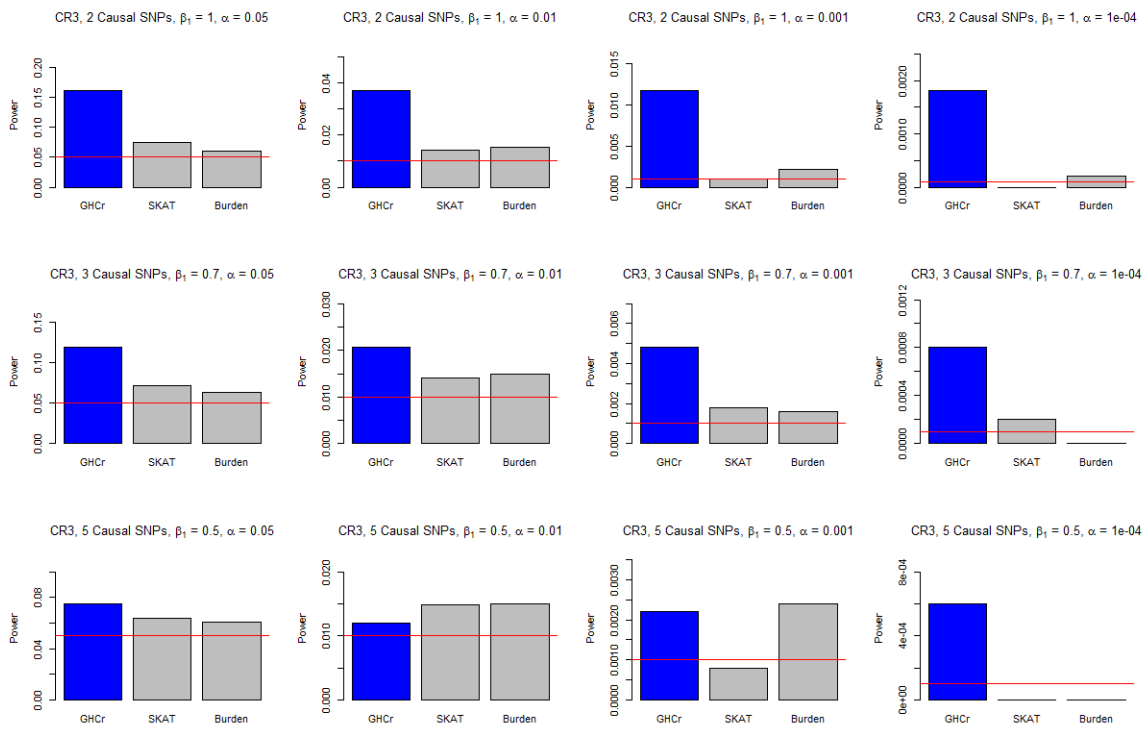 CR3, 2 Causal SNPs, β1 = 1, α = 0.05
Power
0.00 0.05 0.10 0.15 0.20
GHCr SKAT Burden
CR3, 2 Causal SNPs, β1 = 1, α = 0.01
Power
0.00 0.02 0.04
GHCr SKAT Burden
CR3, 2 Causal SNPs, β1 = 1, α = 0.001
Power
0.000 0.005 0.010 0.015
GHCr SKAT Burden
CR3, 2 Causal SNPs, β1 = 1, α = 1e-04
Power
0.0000 0.0010 0.0020
GHCr SKAT Burden
CR3, 3 Causal SNPs, β1 = 0.7, α = 0.05
Power
0.00 0.05 0.10 0.15
GHCr SKAT Burden
CR3, 3 Causal SNPs, β1 = 0.7, α = 0.01
Power
0.000 0.010 0.020 0.030
GHCr SKAT Burden
CR3, 3 Causal SNPs, β1 = 0.7, α = 0.001
Power
0.000 0.002 0.004 0.006
GHCr SKAT Burden
CR3, 3 Causal SNPs, β1 = 0.7, α = 1e-04
Power
0.0000 0.0004 0.0008 0.0012
GHCr SKAT Burden
CR3, 5 Causal SNPs, β1 = 0.5, α = 0.05
Power
0.00 0.04 0.08
GHCr SKAT Burden
CR3, 5 Causal SNPs, β1 = 0.5, α = 0.01
Power
0.000 0.010 0.020
GHCr SKAT Burden
CR3, 5 Causal SNPs, β1 = 0.5, α = 0.001
Power
0.0000 0.0010 0.0020 0.0030
GHCr SKAT Burden
CR3, 5 Causal SNPs, β1 = 0.5, α = 1e-04
Power
0e+00 4e-04 8e-04
GHCr SKAT Burden